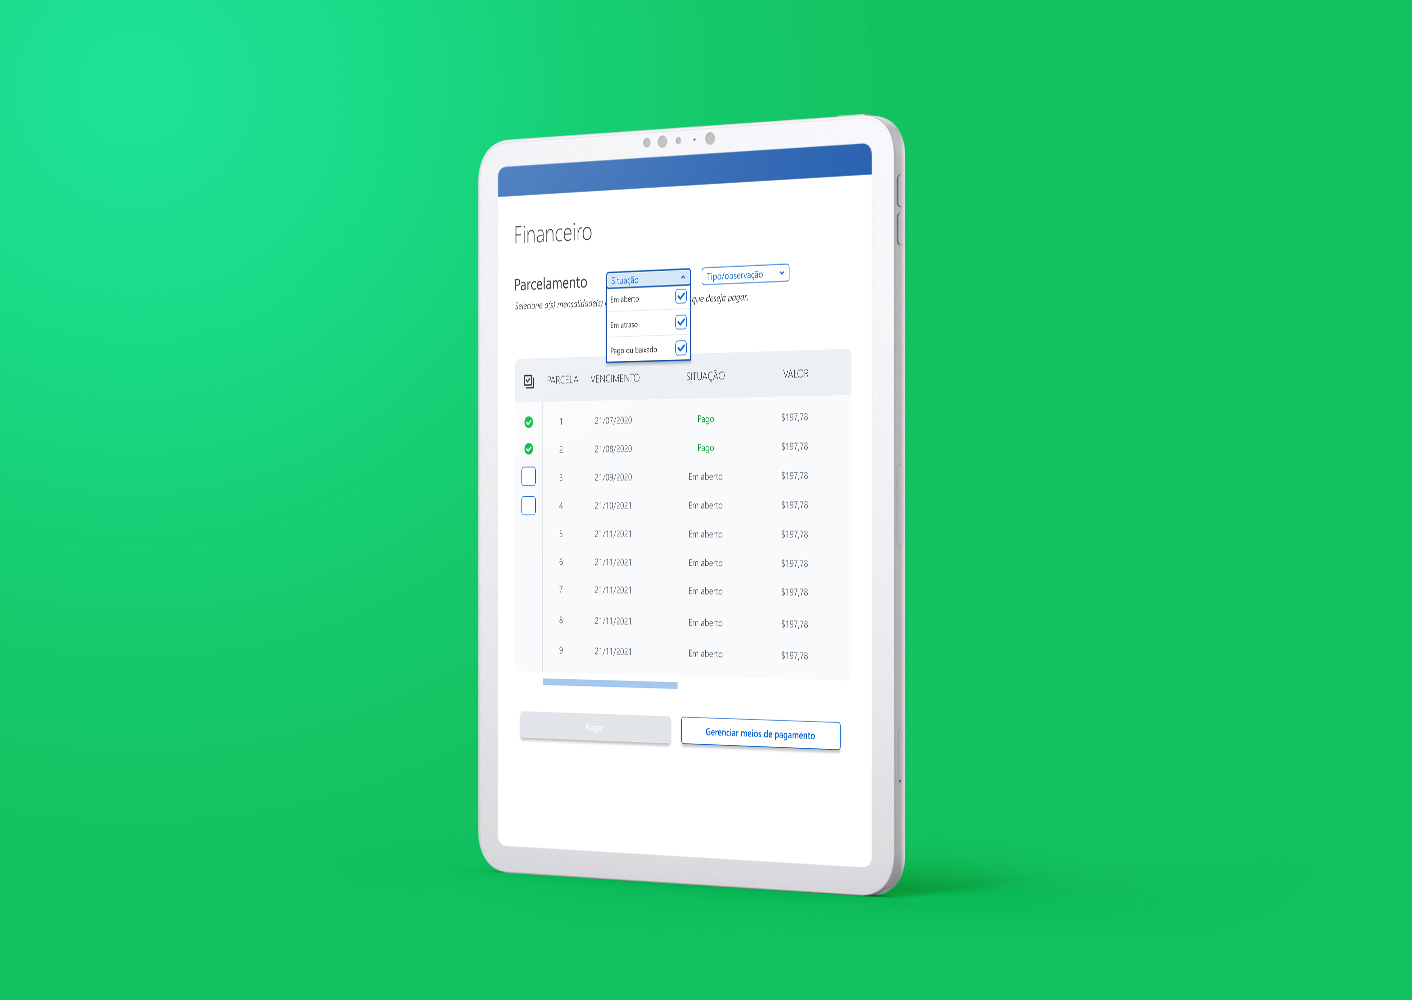 Financeiro
Parcelamento
Situação
Tipo/observação
Selecione a(s) mensalidade(s)
que deseja pagar.
Em aberto
Em atraso
Pago ou baixado
PARCELA VENCIMENTO SITUAÇÃO VALOR
1 21/07/2020 Pago $197,78
2 21/08/2020 Pago $197,78
3 21/09/2020 Em aberto $197,78
4 21/10/2021 Em aberto $197,78
5 21/11/2021 Em aberto $197,78
6 21/11/2021 Em aberto $197,78
7 21/11/2021 Em aberto $197,78
8 21/11/2021 Em aberto $197,78
9 21/11/2021 Em aberto $197,78
Pagar
Gerenciar meios de pagamento